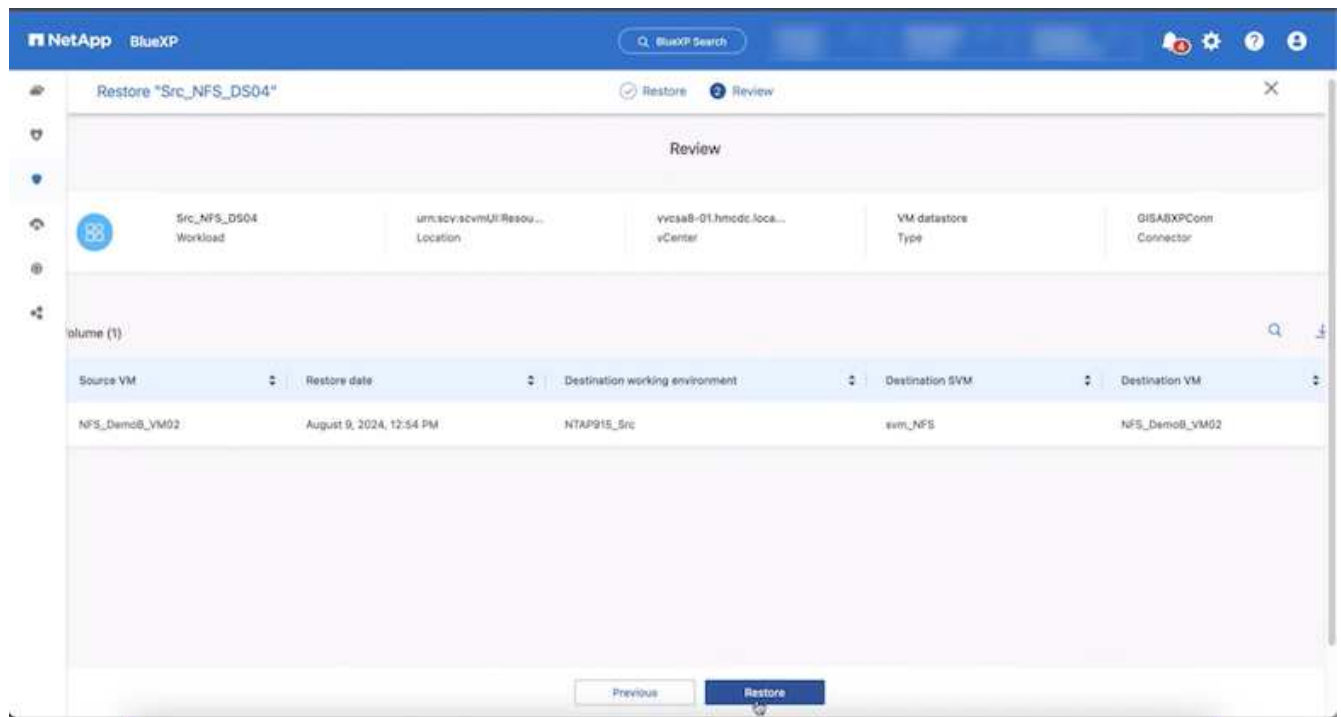 NetApp BlueXP
BlueXP Search
4
Restore "Src_NFS_DS04"
Restore 2 Review
Review
Src_NFS_DS04 urn:scv:scvmUI:Resou... vvcsa8-01.hmcdc.loca... VM datastore GISABXPConn
Workload Location vCenter Type Connector
olume (1)
Source VM Restore date Destination working environment Destination SVM Destination VM
NFS_DemoB_VM02 August 9, 2024, 12:54 PM NTAP915_Src svm_NFS NFS_DemoB_VM02
Previous Restore